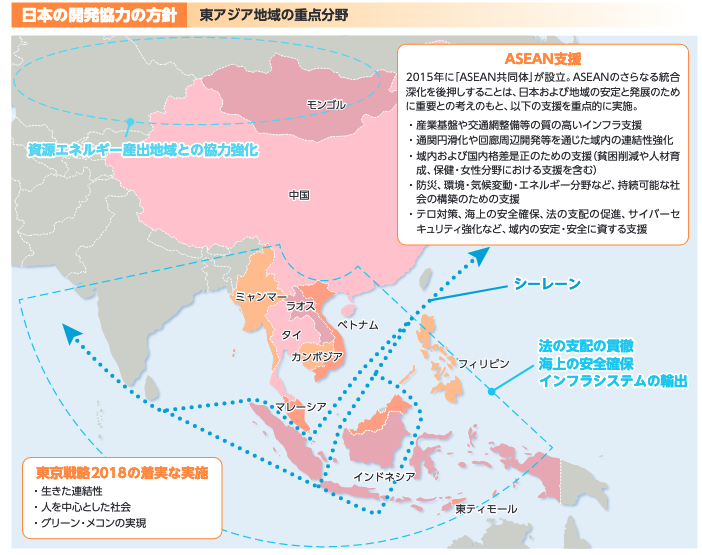 日本の開発協力の方針 東アジア地域の重点分野
ASEAN支援
2015年に「ASEAN共同体」が設立。ASEANのさらなる統合
深化を後押しすることは、日本および地域の安定と発展のため
に重要との考えのもと、以下の支援を重点的に実施。
・産業基盤や交通網整備等の質の高いインフラ支援
・通関円滑化や回廊周辺開発等を通じた域内の連結性強化
・域内および国内格差是正のための支援(貧困削減や人材育
成、保健・女性分野における支援を含む)
・防災、環境・気候変動・エネルギー分野など、持続可能な社
会の構築のための支援
・テロ対策、海上の安全確保、法の支配の促進、サイバーセ
キュリティ強化など、域内の安定・安全に資する支援
モンゴル
資源エネルギー産出地域との協力強化
中国
シーレーン
ミャンマー
ラオス
ベトナム
タイ
カンボジア
フィリピン
法の支配の貫徹
海上の安全確保
インフラシステムの輸出
マレーシア
インドネシア
東ティモール
東京戦略2018の着実な実施
・生きた連結性
・人を中心とした社会
・グリーン・メコンの実現